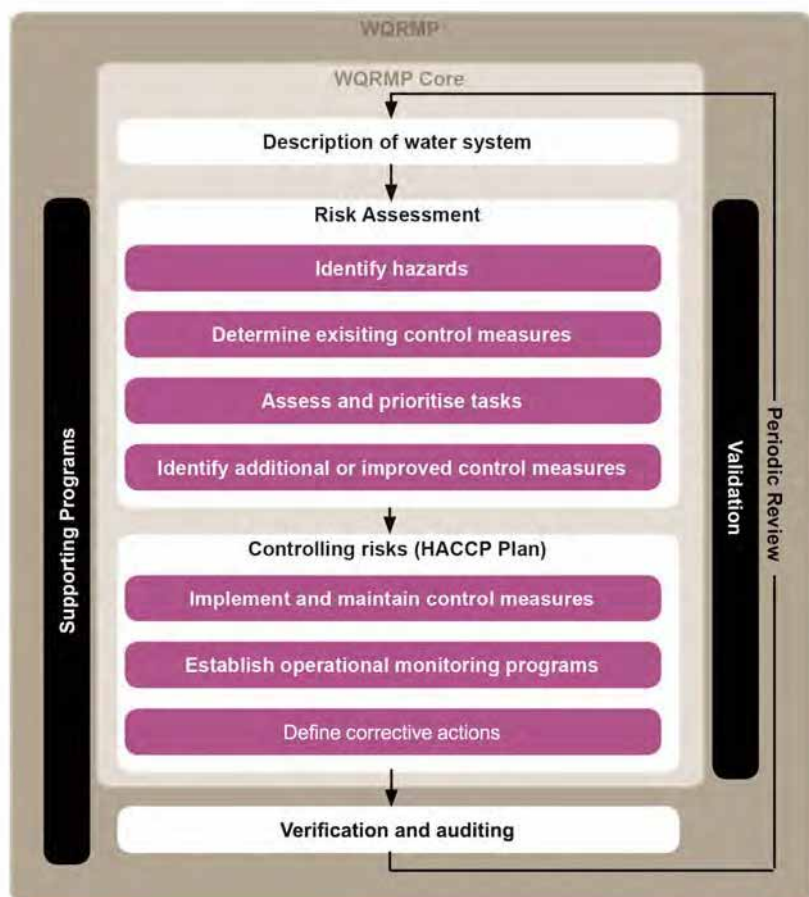 WQRMP
WQRMP Core
Description of water system
Risk Assessment
Identify hazards
Determine exisiting control measures
Assess and prioritise tasks
Identify additional or improved control measures
Controlling risks (HACCP Plan)
Implement and maintain control measures
Establish operational monitoring programs
Define corrective actions
Verification and auditing
Supporting Programs
Validation
Periodic Review